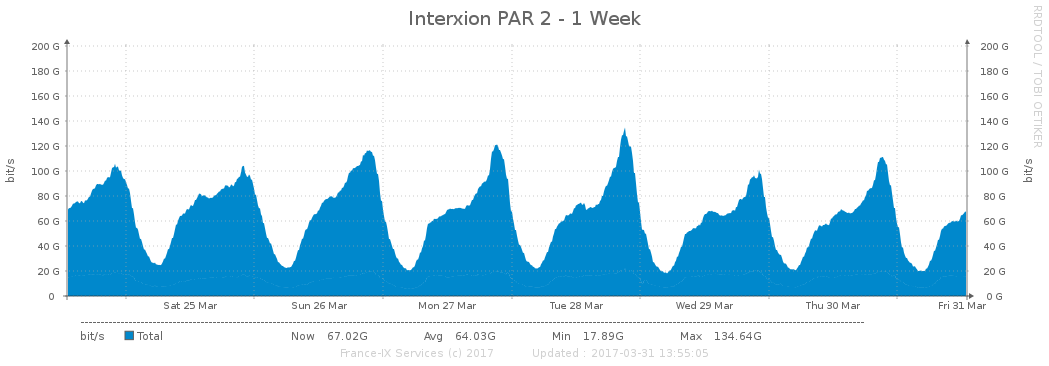 Interxion PAR 2 - 1 Week
RRDTOOL / TOBI OETIKER
200 G 200 G
180 G 180 G
160 G 160 G
140 G 140 G
120 G 120 G
100 G 100 G
80 G 80 G
60 G 60 G
40 G 40 G
20 G 20 G
0 0 G
bit/s
bit/s
Sat 25 Mar Sun 26 Mar Mon 27 Mar Tue 28 Mar Wed 29 Mar Thu 30 Mar Fri 31 Mar
bit/s Total Now 67.02G Avg 64.03G Min 17.89G Max 134.64G
France-IX Services (c) 2017 Updated : 2017-03-31 13:55:05